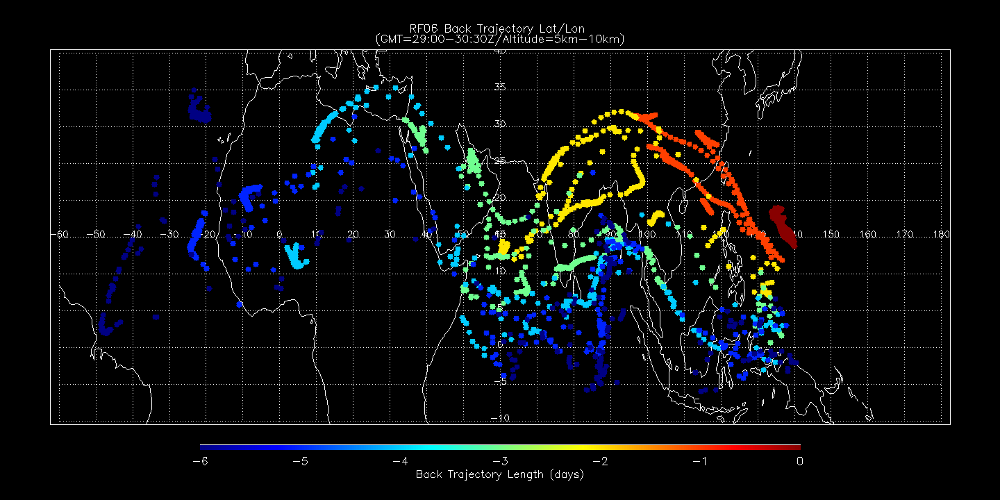 RF06 Back Trajectory Lat/Lon
(GMT=29:00-30:30Z/Altitude=5km-10km)
40
35
30
25
20
-60 -50 -40 -30 -20 -10 0 10 20 30 40 50 80 90 100 110 120 130 140 150 160 170 180
10
5
0
-5
-10
-6 -5 -4 -3 -2 -1 0
Back Trajectory Length (days)